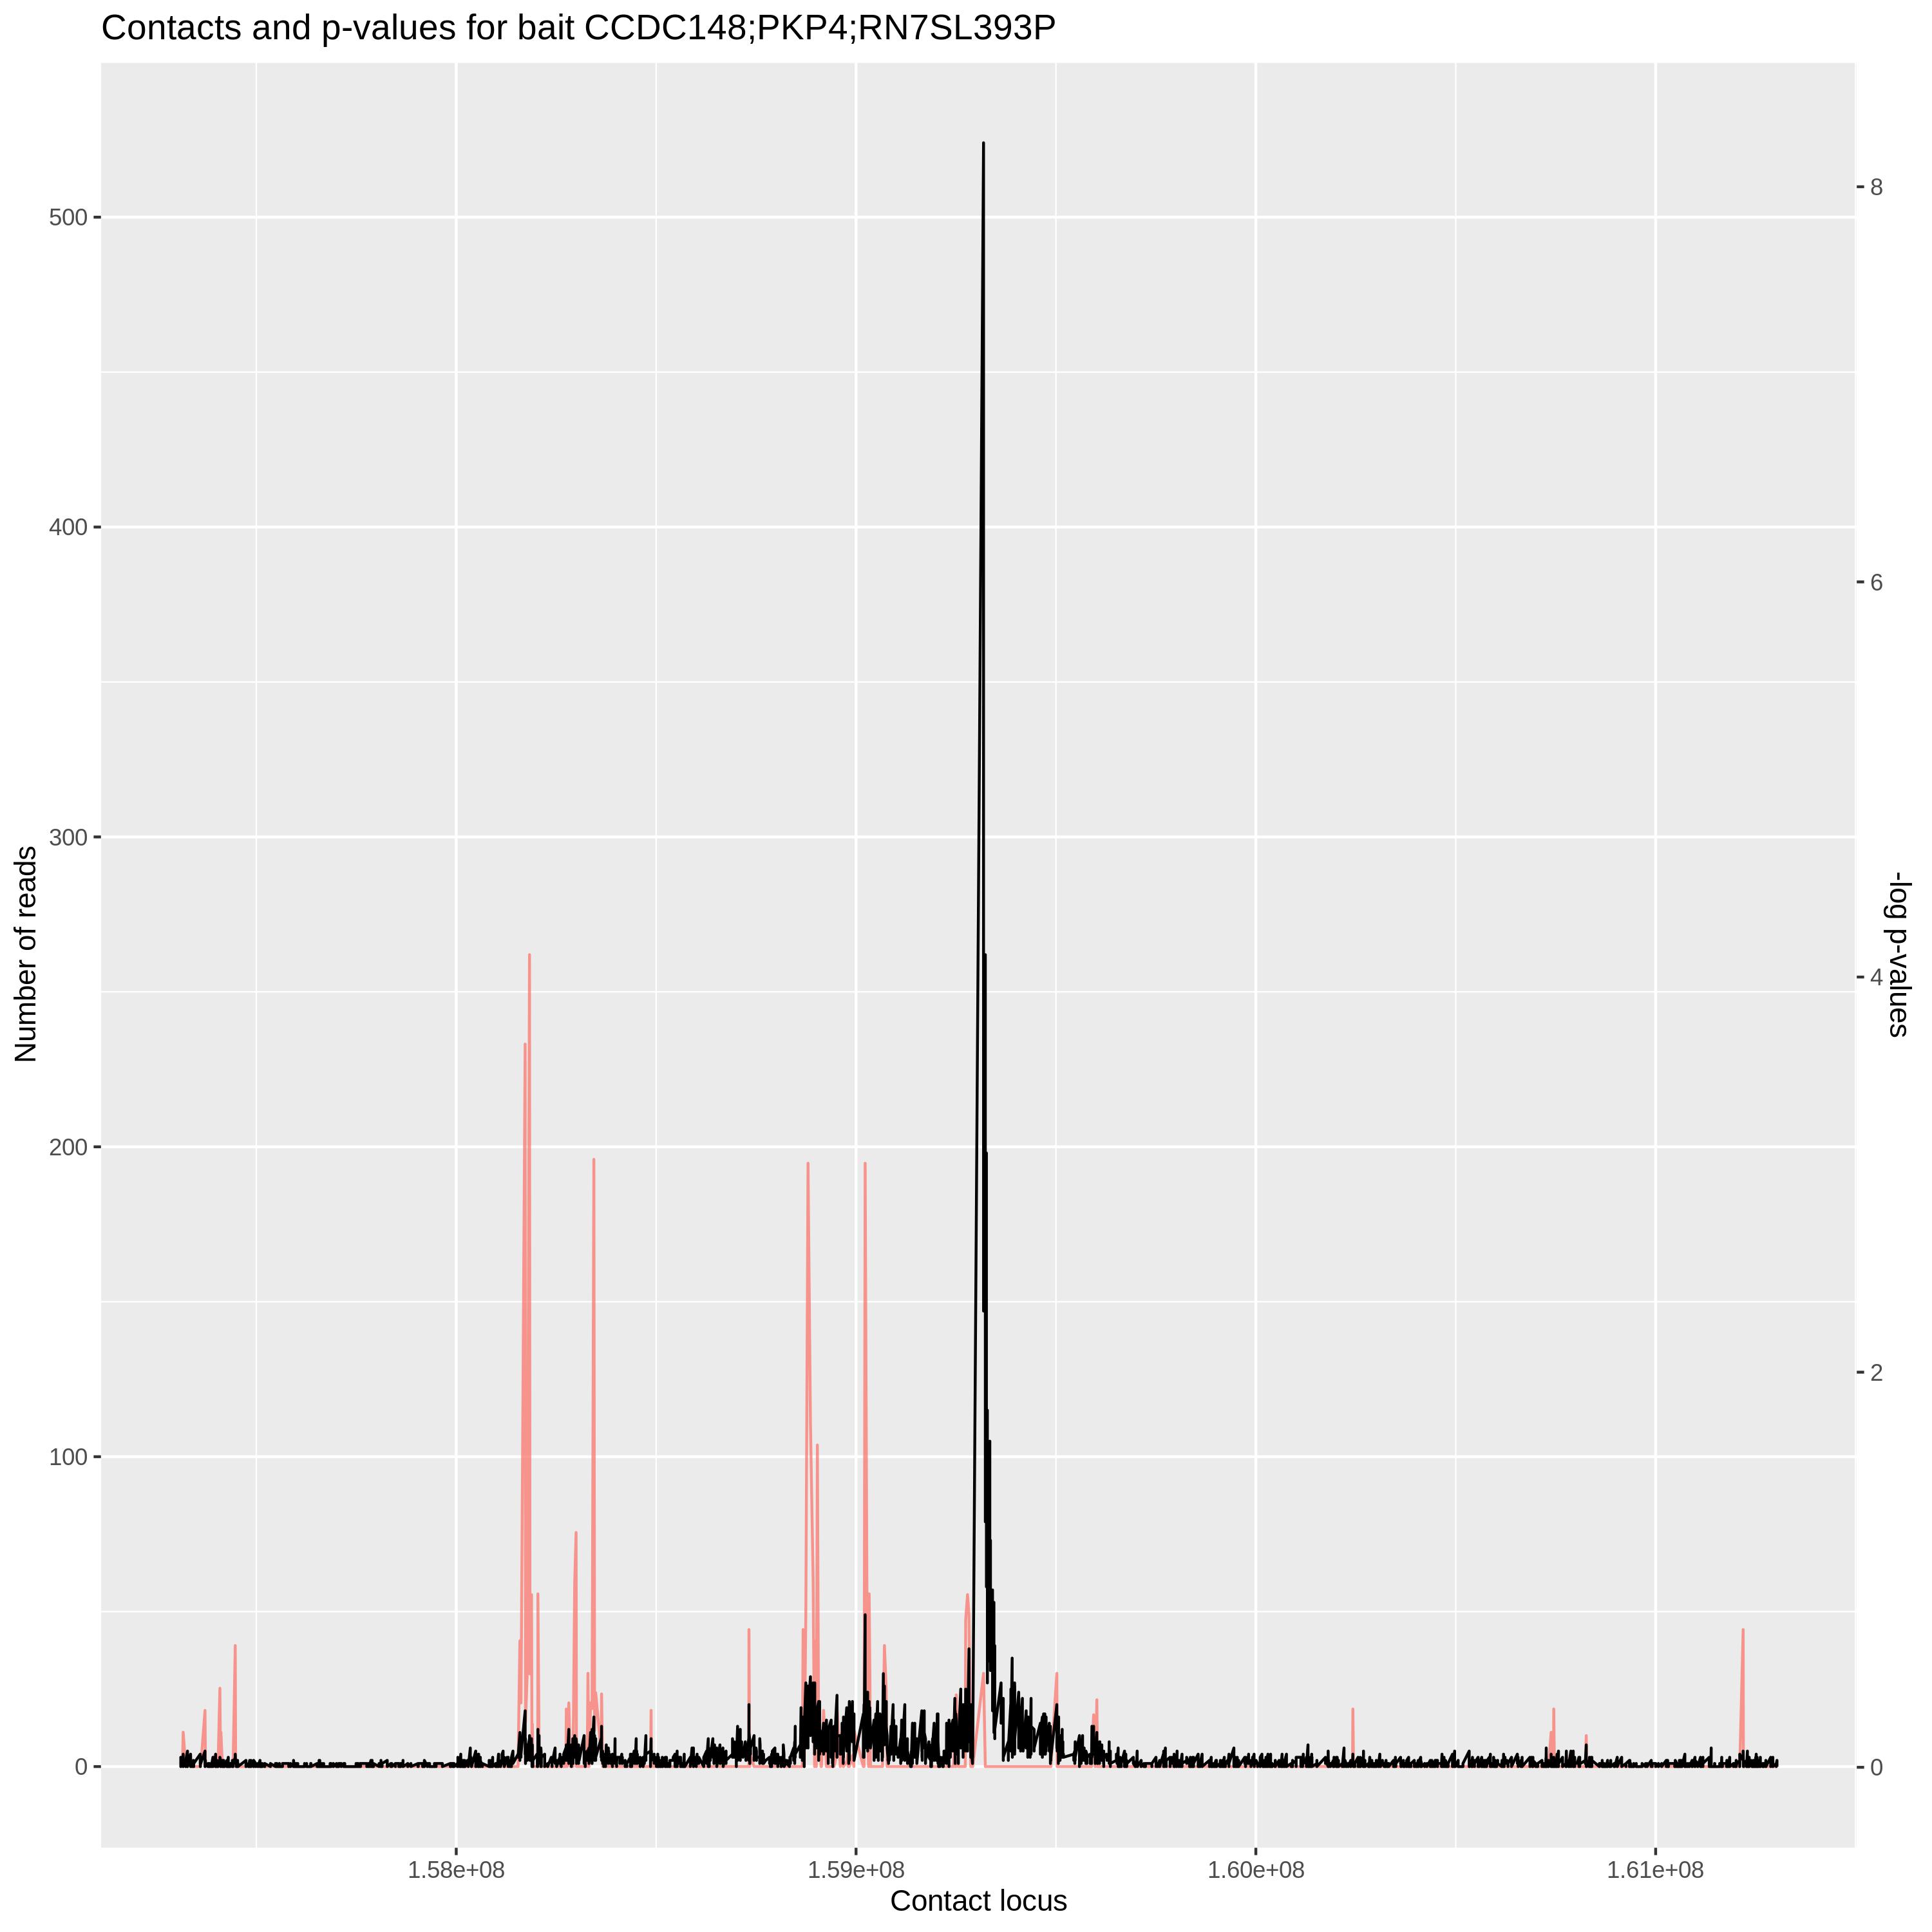 Contacts and p-values for bait CCDC148;PKP4;RN7SL393P
500
400
300
200
100
0
Number of reads
8
6
4
2
0
-log p-values
1.58e+08
1.59e+08
1.60e+08
1.61e+08
Contact locus